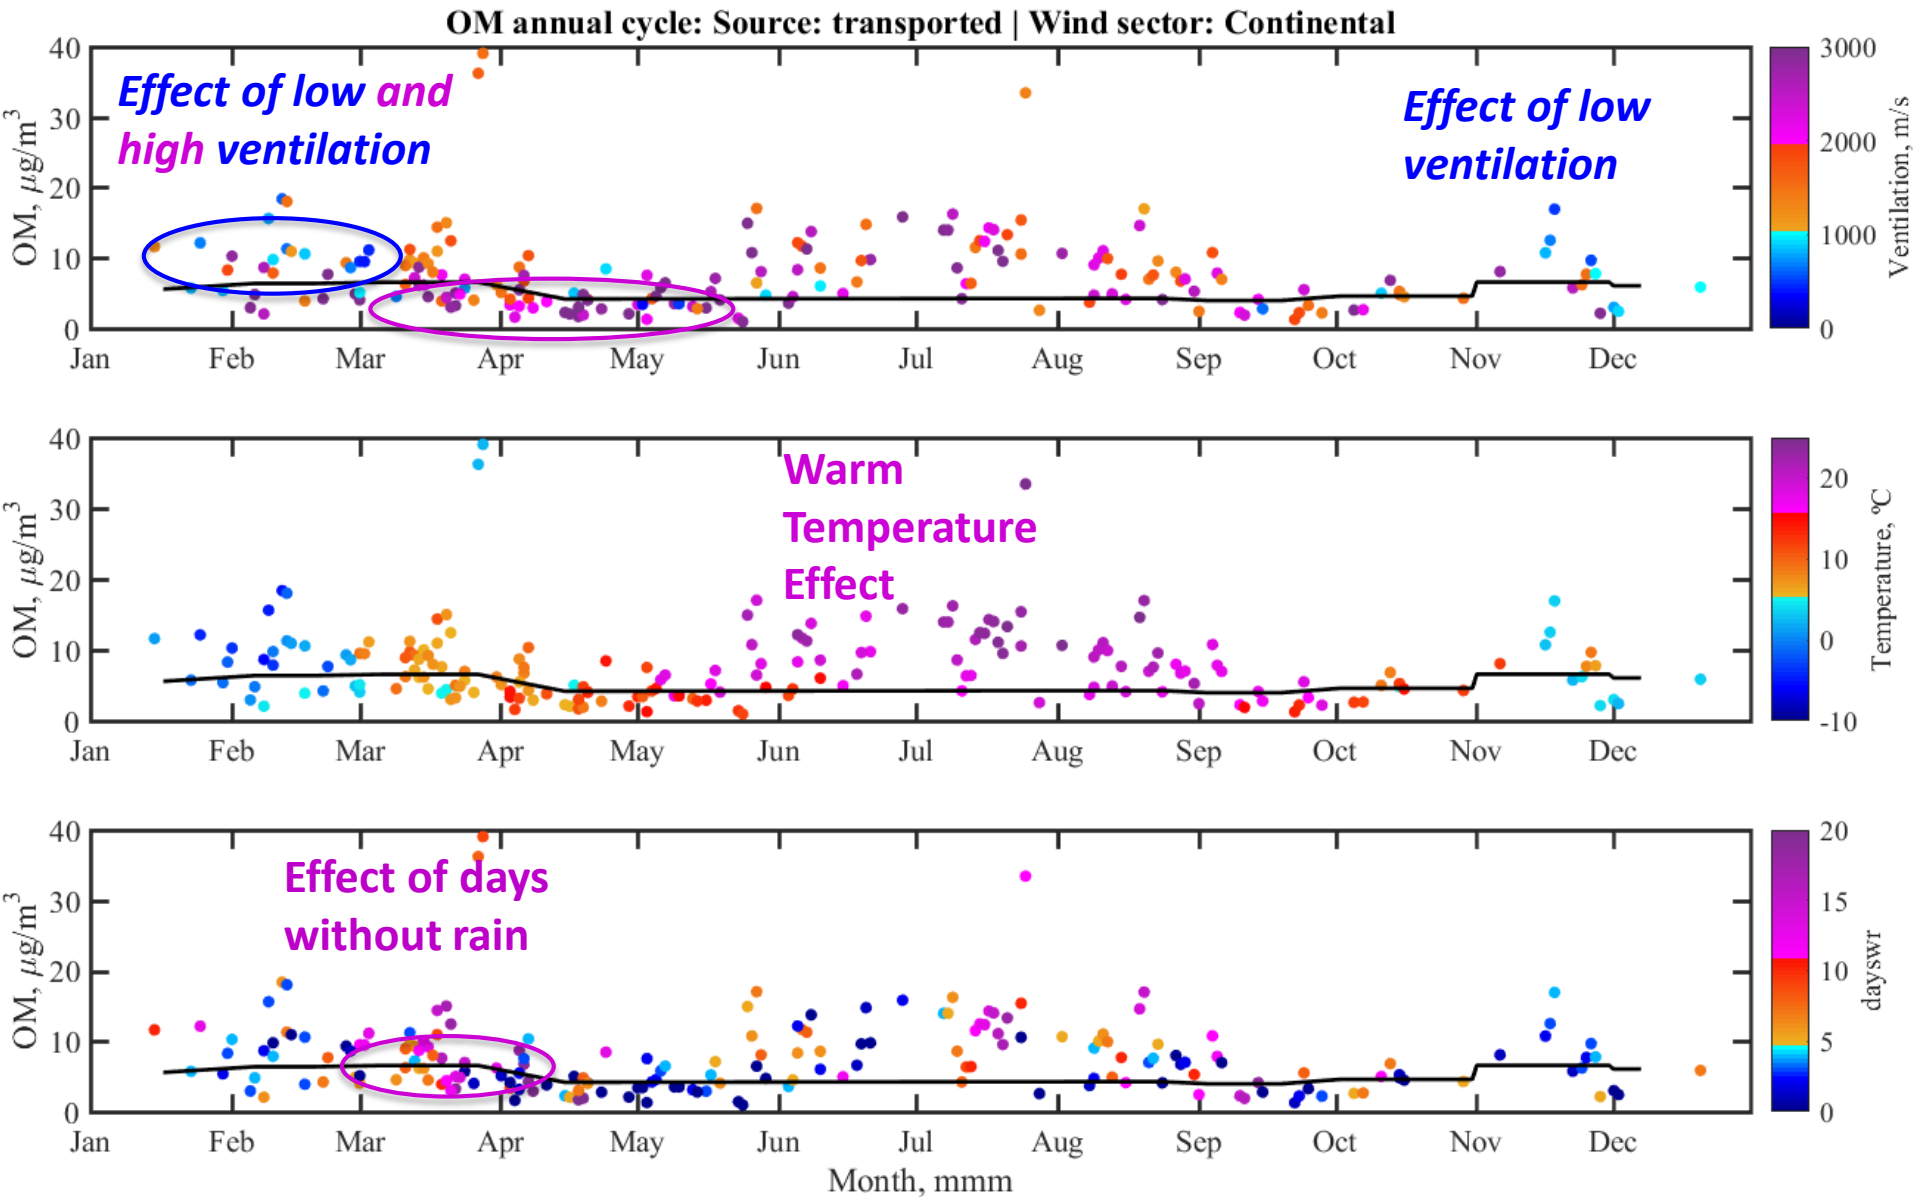 OM annual cycle: Source: transported | Wind sector: Continental
40
30
20
10
0
OM, μg/m³
Effect of low and
high ventilation
Effect of low
ventilation
Jan Feb Mar Apr May Jun Jul Aug Sep Oct Nov Dec
3000
2000
1000
0
Ventilation, m/s
40
30
20
10
0
OM, μg/m³
Warm
Temperature
Effect
Jan Feb Mar Apr May Jun Jul Aug Sep Oct Nov Dec
20
10
0
-10
Temperature, ºC
40
30
20
10
0
OM, μg/m³
Effect of days
without rain
Jan Feb Mar Apr May Jun Jul Aug Sep Oct Nov Dec
Month, mmm
20
15
10
5
0
dayswr